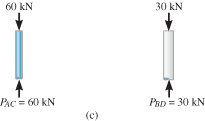 60 kN 30 kN
P_AC = 60 kN P_BD = 30 kN
(c)